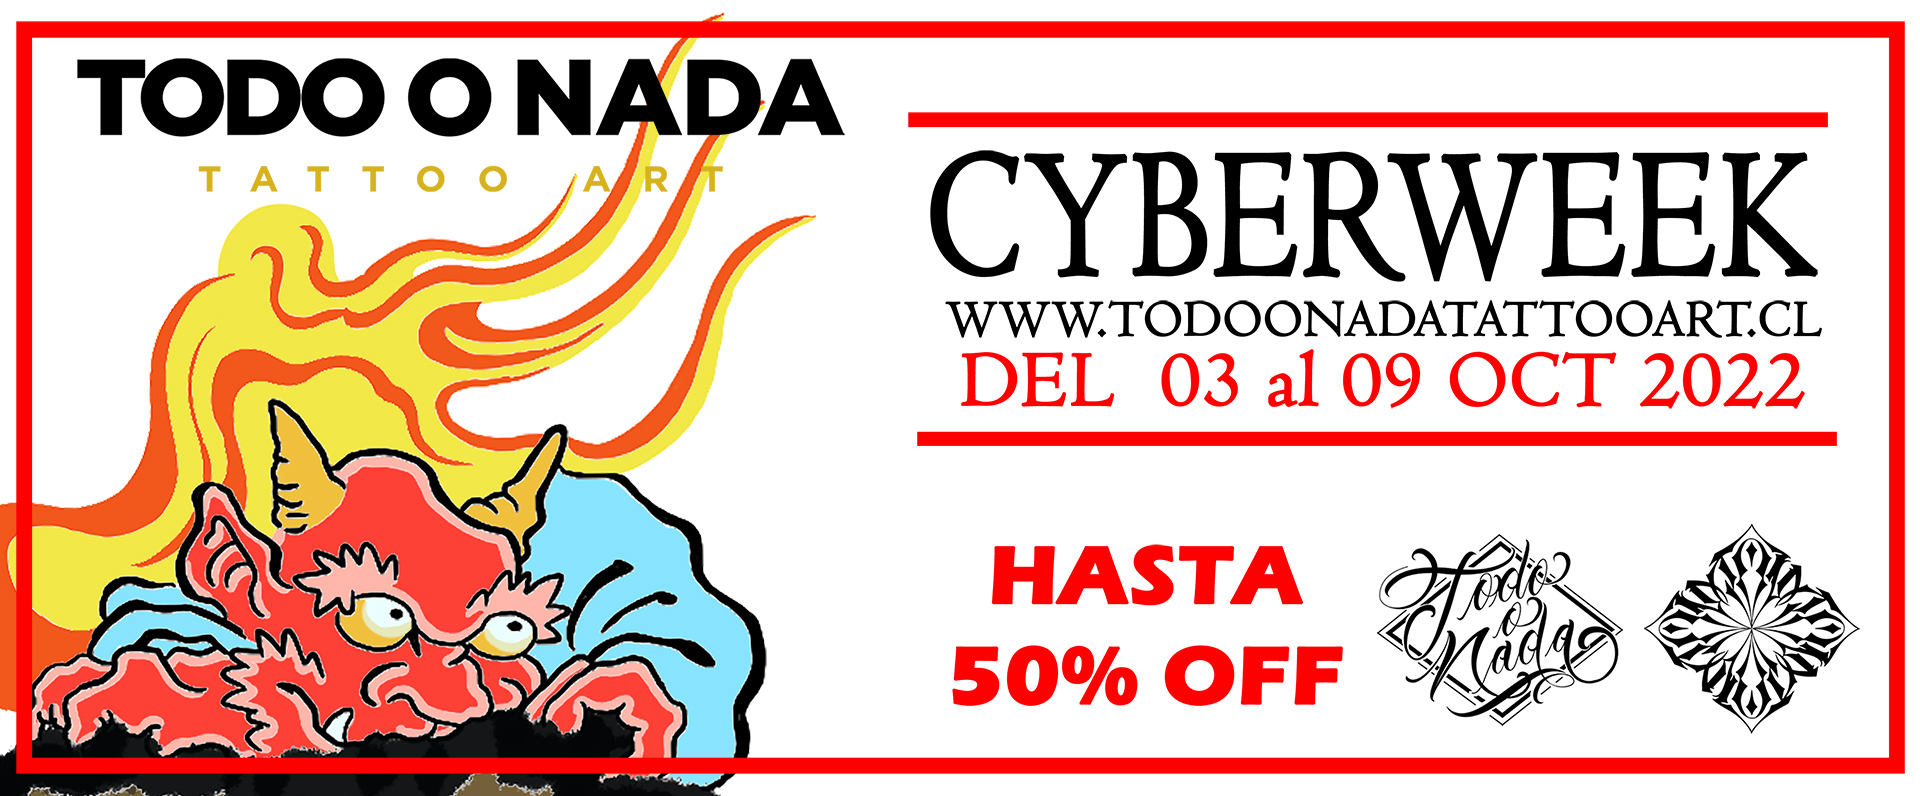 TODO O NADA
TATTOO ART
CYBERWEEK
WWW.TODOONADATATTOOART.CL
DEL 03 al 09 OCT 2022
HASTA
50% OFF
Todo
o
Nada